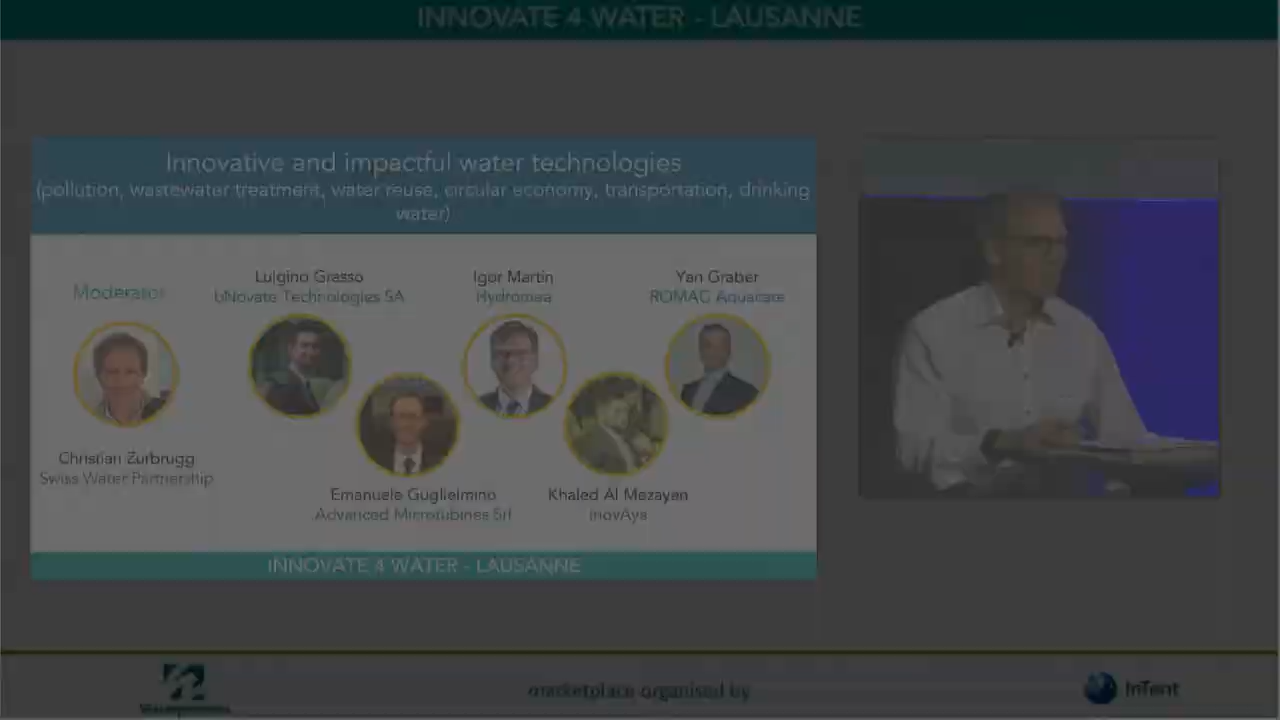 INNOVATE 4 WATER - LAUSANNE
Innovative and impactful water technologies
(pollution, wastewater treatment, water reuse, circular economy, transportation, drinking
water)
Moderator
Christian Zurbrugg
Swiss Water Partnership
Luigino Grasso
bNovate Technologies SA
Emanuele Guglielmino
Advanced Microturbines Srl
Igor Martin
Hydromea
Khaled Al Mezayen
inovAya
Yan Graber
ROMAG Aquacare
INNOVATE 4 WATER - LAUSANNE
marketplace organised by
InTent